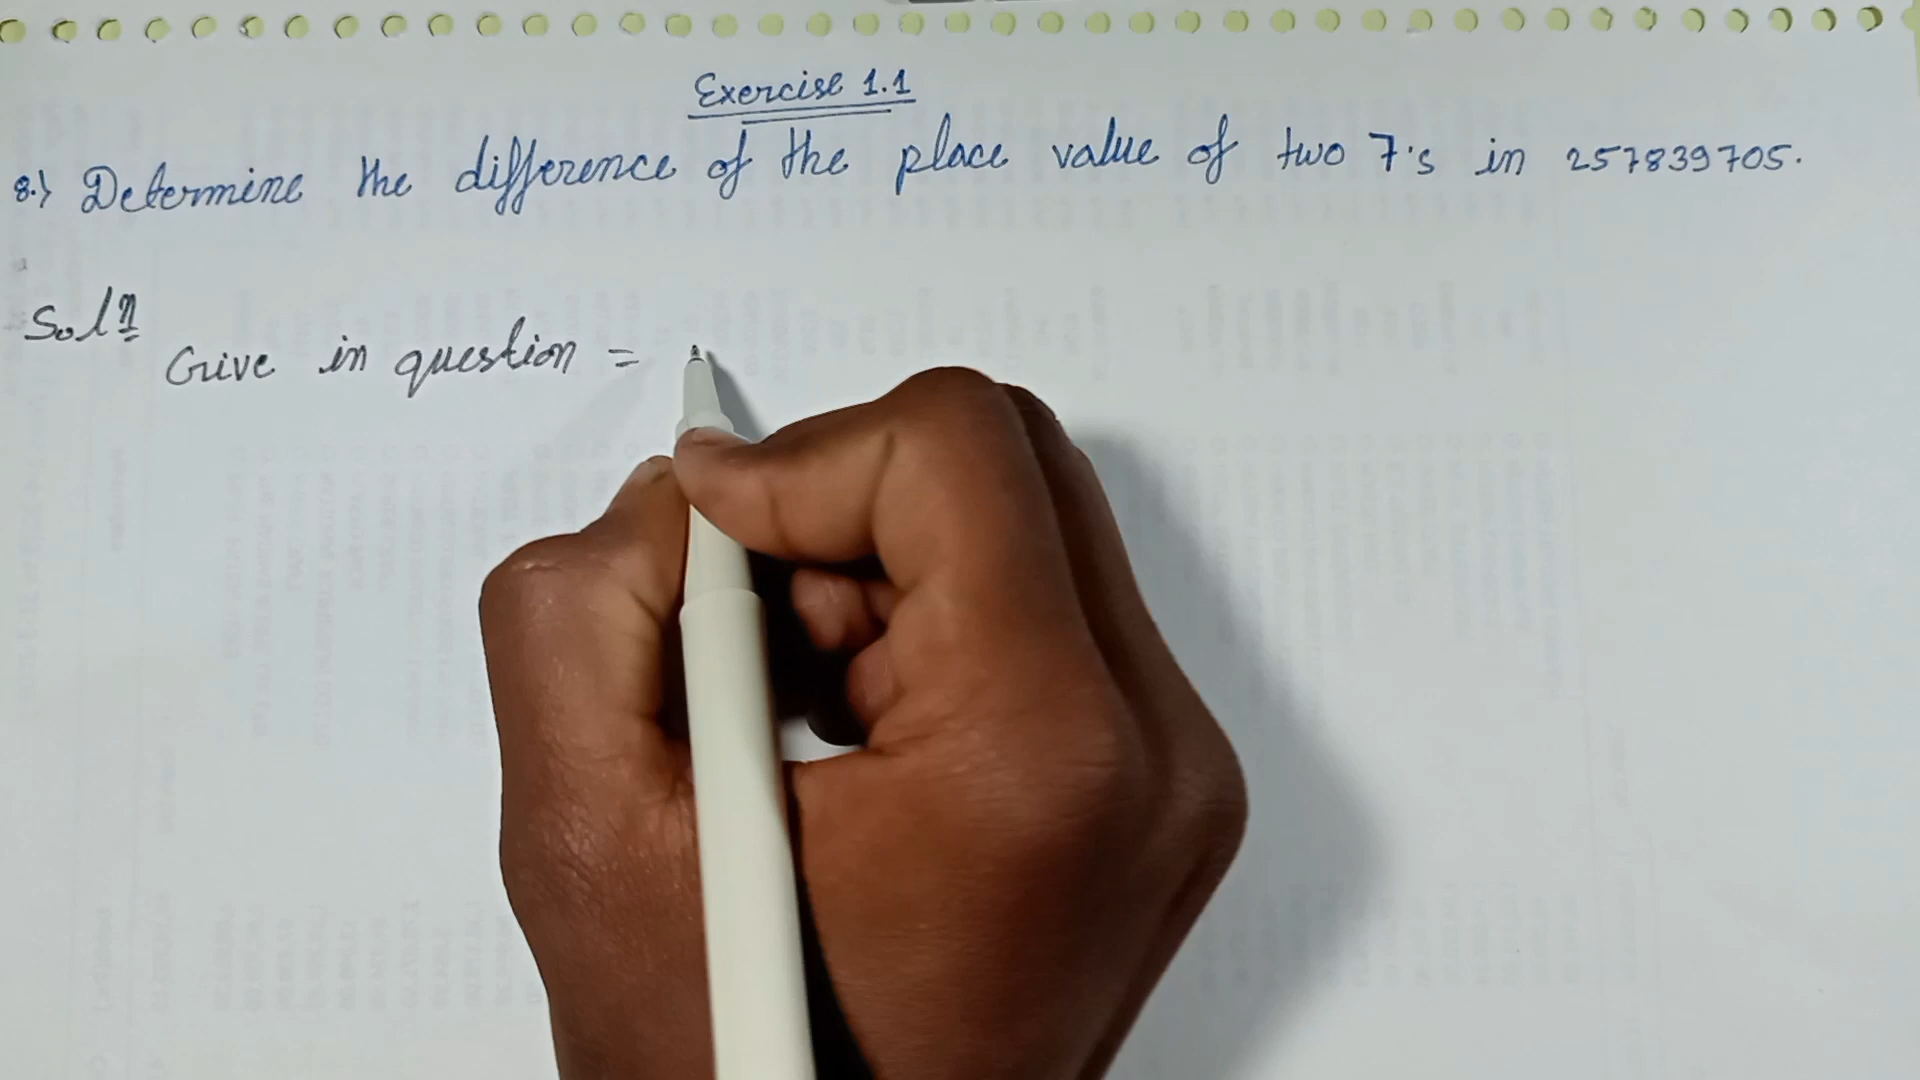 Exercise 1.1
8.) Determine the difference of the place value of two 7's in 257839705.
Solⁿ
Give in question =